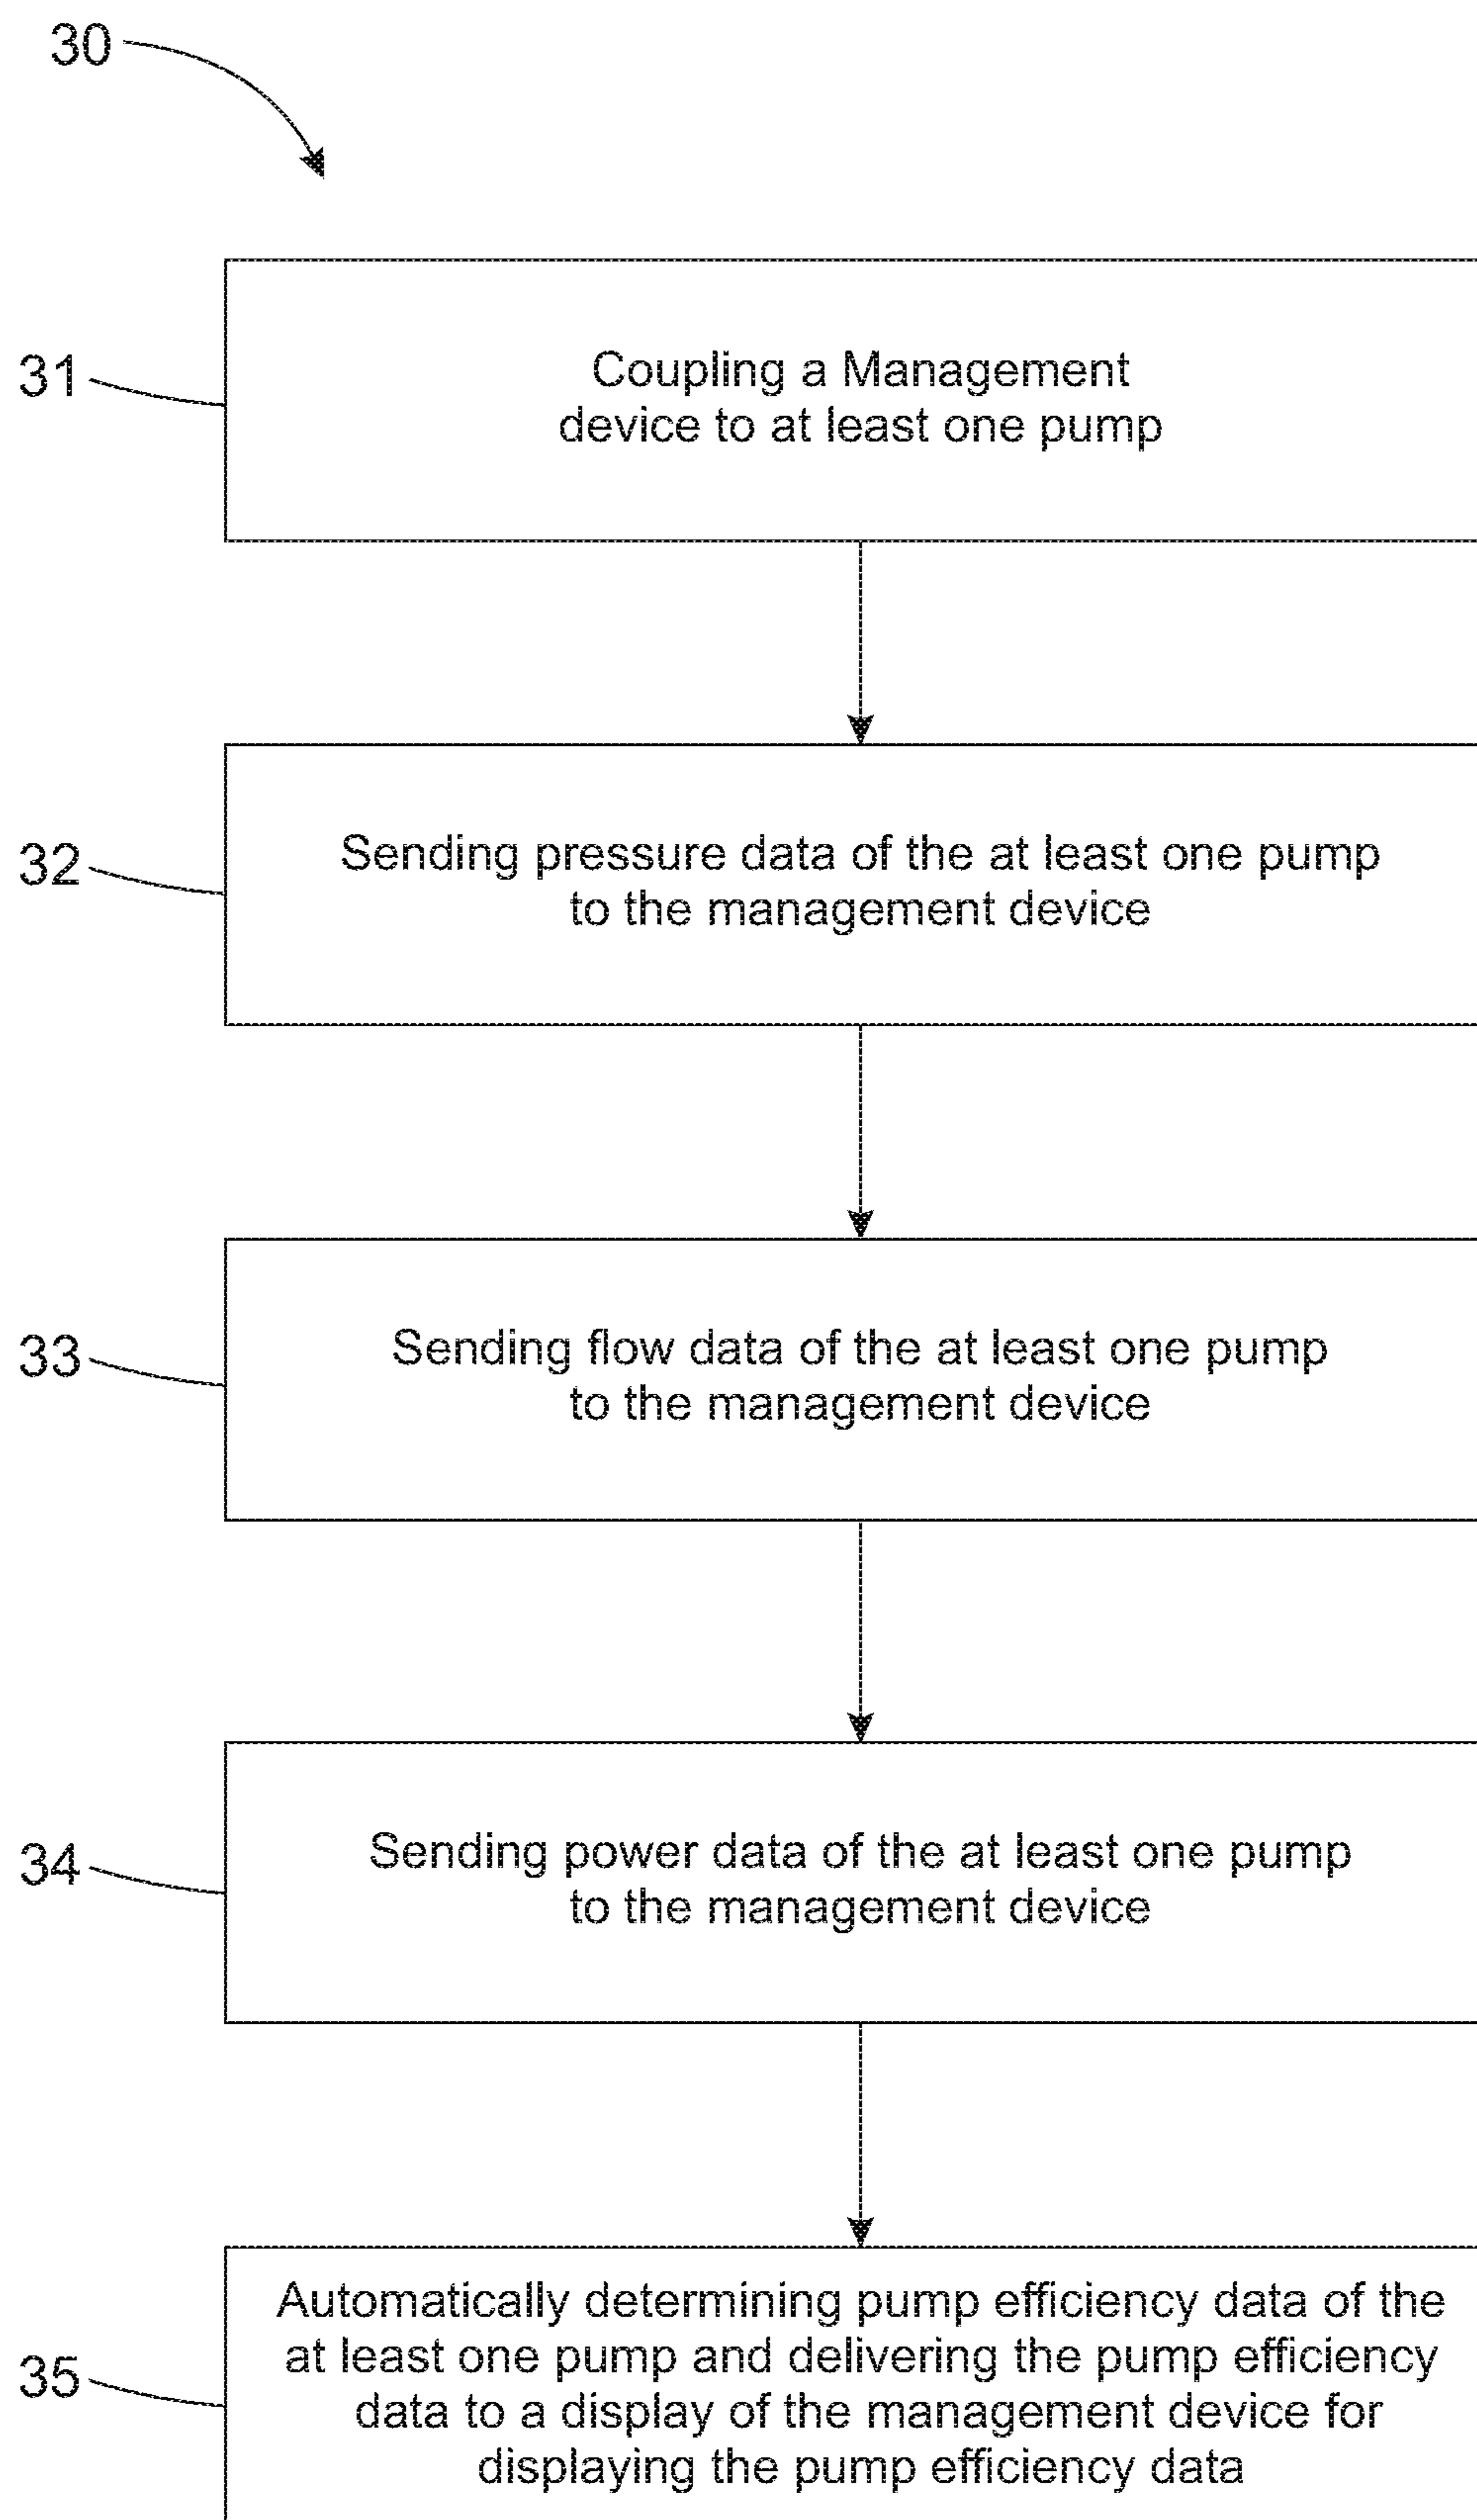 30
31
Coupling a Management
device to at least one pump
32
Sending pressure data of the at least one pump
to the management device
33
Sending flow data of the at least one pump
to the management device
34
Sending power data of the at least one pump
to the management device
35
Automatically determining pump efficiency data of the
at least one pump and delivering the pump efficiency
data to a display of the management device for
displaying the pump efficiency data